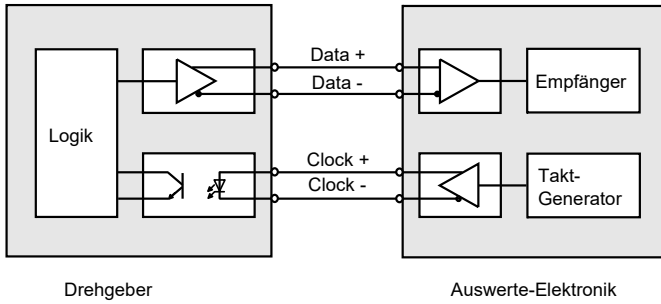 Data +
Data -
Empfänger
Logik
Clock +
Clock -
Takt-
Generator
Drehgeber
Auswerte-Elektronik